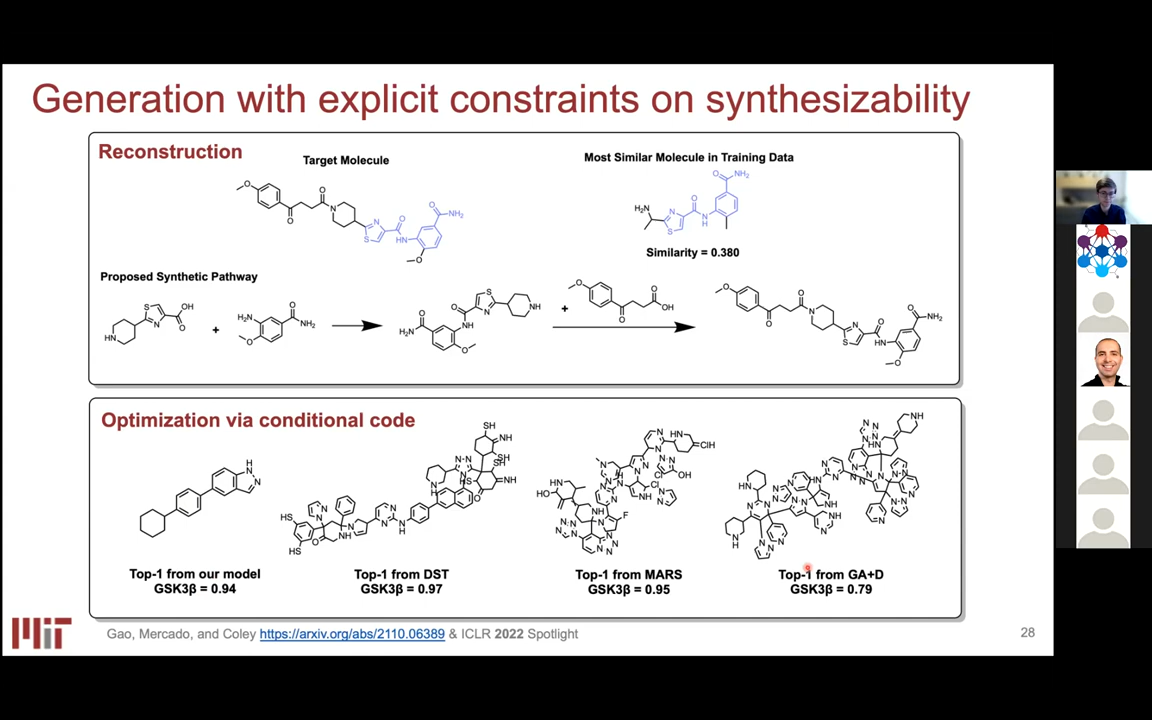 Generation with explicit constraints on synthesizability
Reconstruction
Target Molecule
Most Similar Molecule in Training Data
Similarity = 0.380
Proposed Synthetic Pathway
+
+
Optimization via conditional code
Top-1 from our model
GSK3β = 0.94
Top-1 from DST
GSK3β = 0.97
Top-1 from MARS
GSK3β = 0.95
Top-1 from GA+D
GSK3β = 0.79
MIT
Gao, Mercado, and Coley https://arxiv.org/abs/2110.06389 & ICLR 2022 Spotlight
28